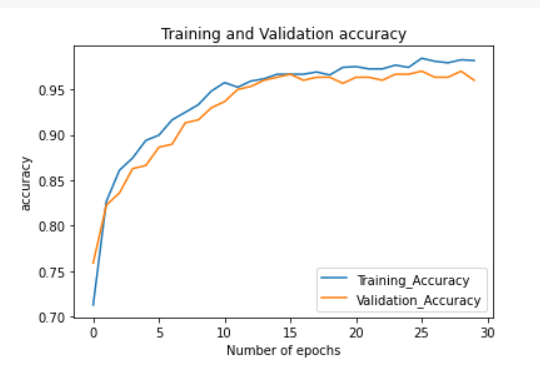 Training and Validation accuracy
accuracy
0.95
0.90
0.85
0.80
0.75
0.70
Training_Accuracy
Validation_Accuracy
0 5 10 15 20 25 30
Number of epochs